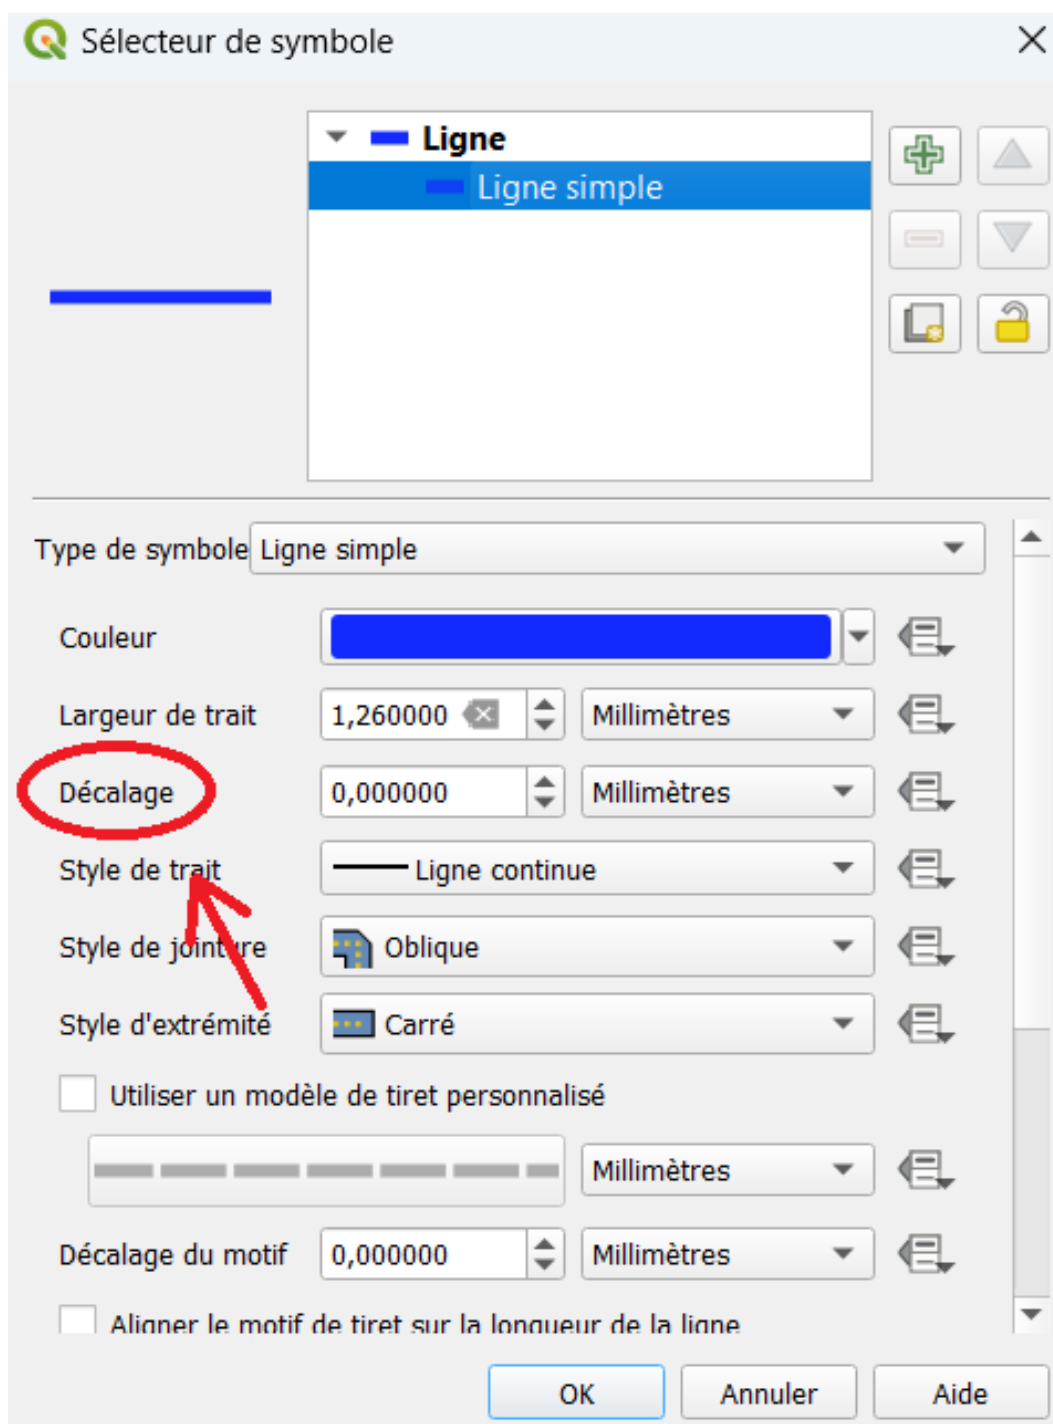 Sélecteur de symbole
Ligne
Ligne simple
Type de symbole Ligne simple
Couleur
Largeur de trait 1,260000 Millimètres
Décalage 0,000000 Millimètres
Style de trait Ligne continue
Style de jointure Oblique
Style d'extrémité Carré
Utiliser un modèle de tiret personnalisé
Millimètres
Décalage du motif 0,000000 Millimètres
Aligner le motif de tiret sur la longueur de la ligne
OK Annuler Aide